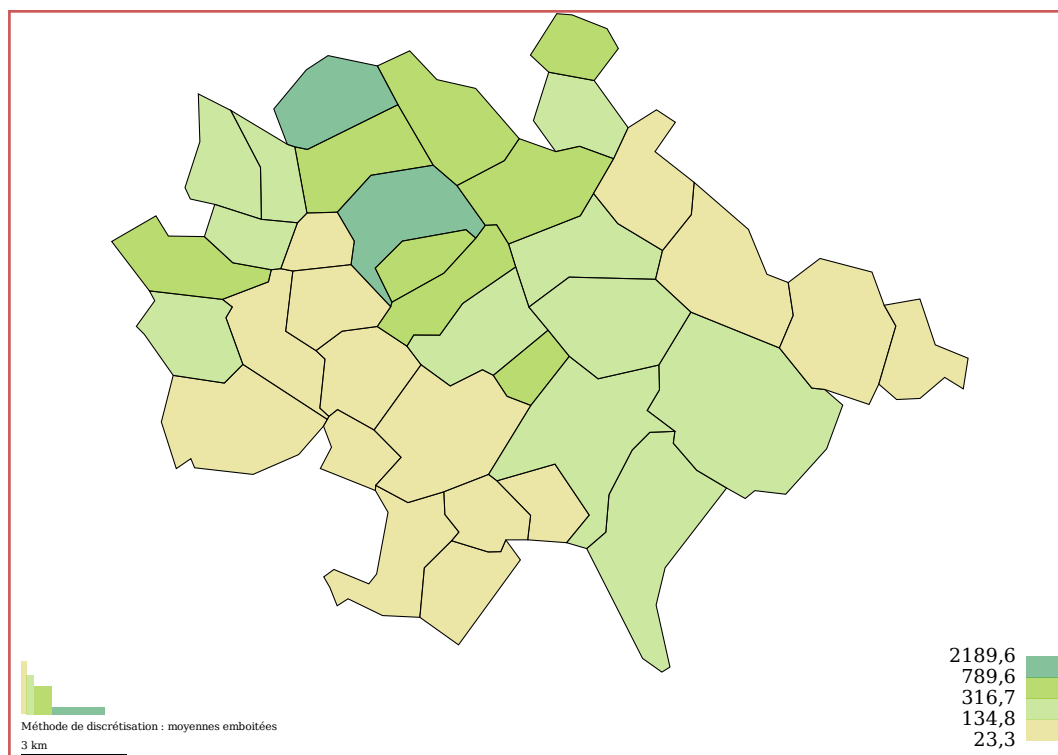 2189,6
789,6
316,7
134,8
23,3
Méthode de discrétisation : moyennes emboitées
3 km